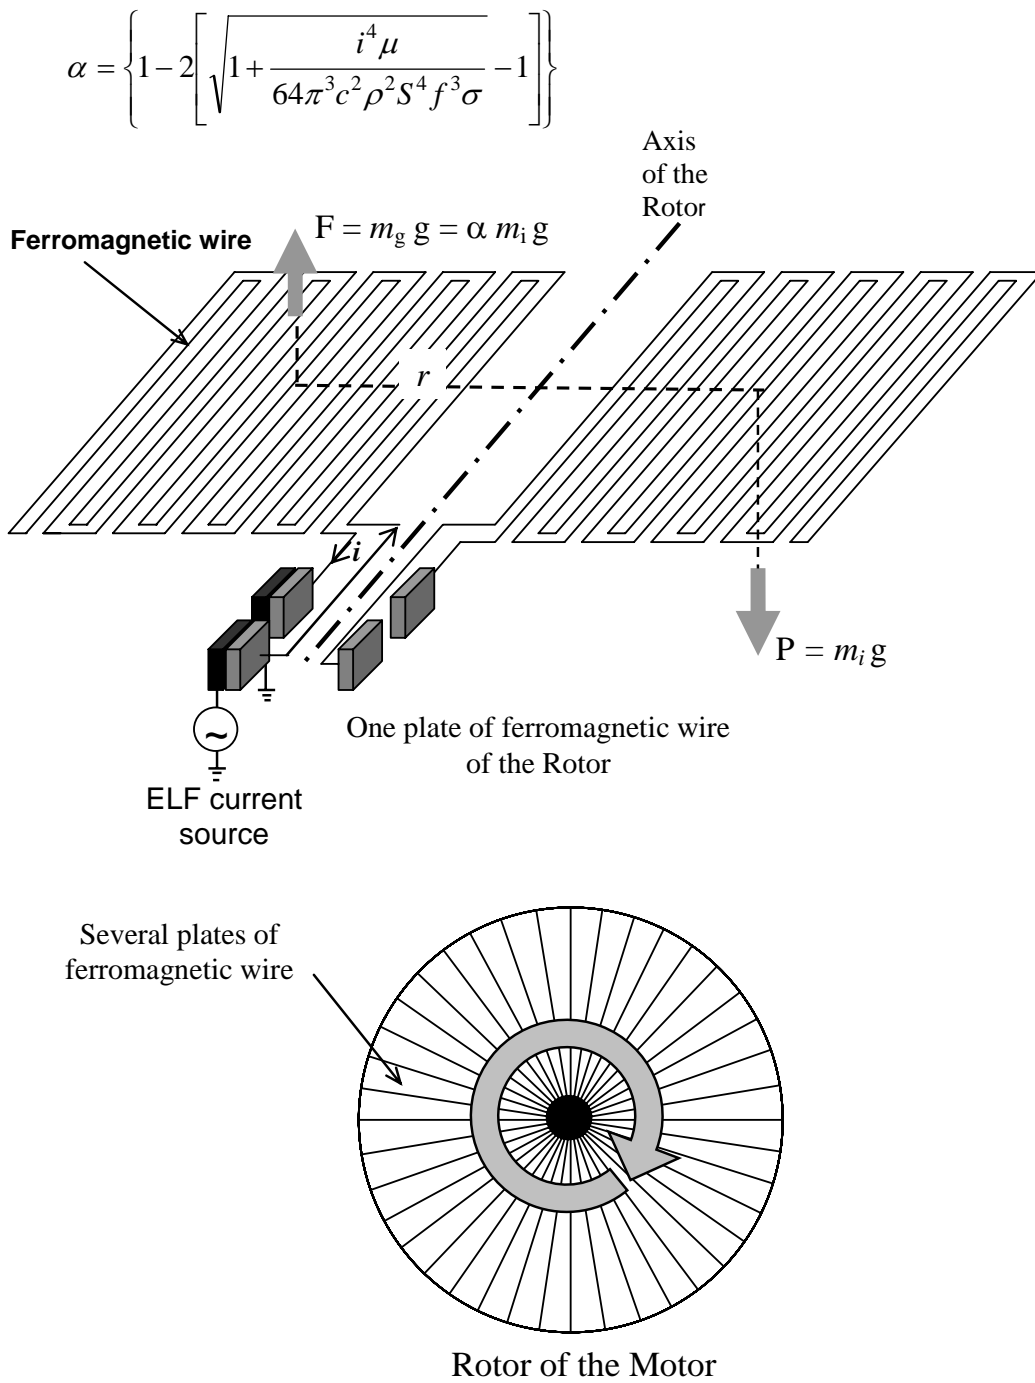 α = {1 − 2[√(1 + i⁴μ / 64π³c²ρ²S⁴f³σ) − 1]}
Axis
of the
Rotor
F = m_g g = α m_i g
Ferromagnetic wire
r
i
P = m_i g
One plate of ferromagnetic wire
of the Rotor
~
ELF current
source
Several plates of
ferromagnetic wire
Rotor of the Motor